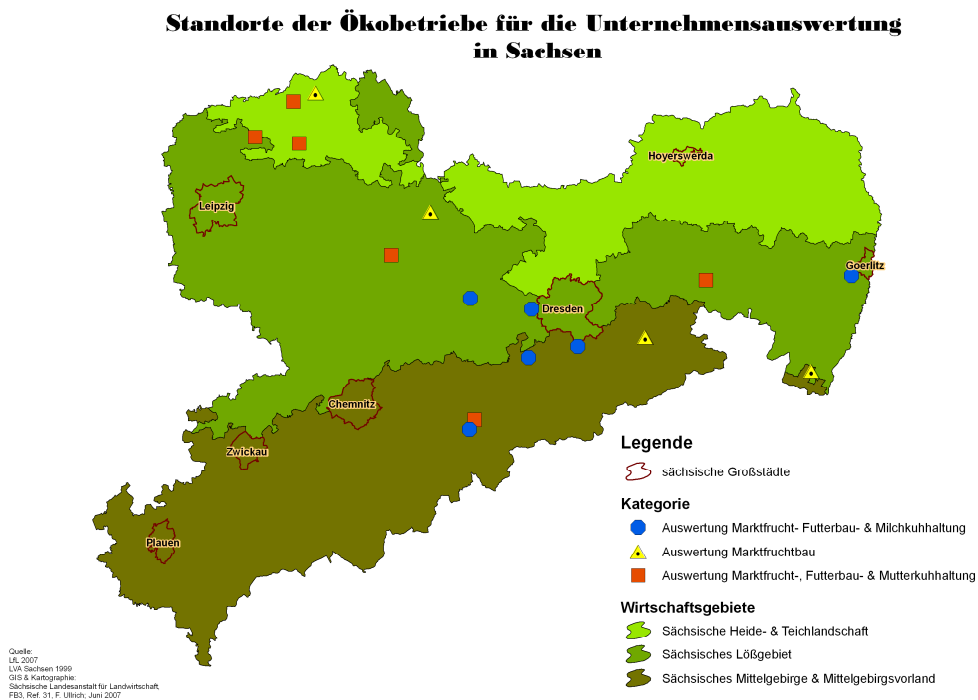 Standorte der Ökobetriebe für die Unternehmensauswertung
in Sachsen
Hoyerswerda
Leipzig
Goerlitz
Dresden
Chemnitz
Zwickau
Plauen
Legende
sächsische Großstädte
Kategorie
Auswertung Marktfrucht- Futterbau- & Milchkuhhaltung
Auswertung Marktfruchtbau
Auswertung Marktfrucht-, Futterbau- & Mutterkuhhaltung
Wirtschaftsgebiete
Sächsische Heide- & Teichlandschaft
Sächsisches Lößgebiet
Sächsisches Mittelgebirge & Mittelgebirgsvorland
Quelle:
LfL 2007
LVA Sachsen 1999
GIS & Kartographie:
Sächsische Landesanstalt für Landwirtschaft,
FB3, Ref. 31, F. Ullrich; Juni 2007